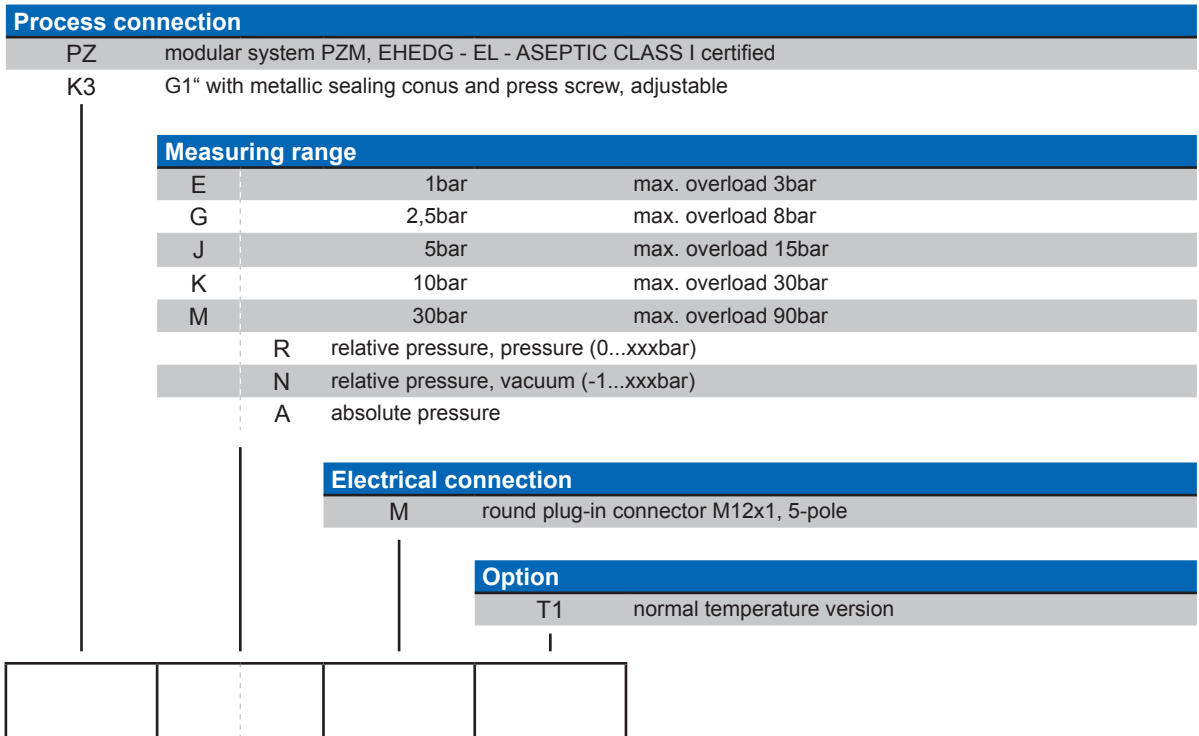 Process connection
PZ modular system PZM, EHEDG - EL - ASEPTIC CLASS I certified
K3 G1“ with metallic sealing conus and press screw, adjustable
Measuring range
E 1bar max. overload 3bar
G 2,5bar max. overload 8bar
J 5bar max. overload 15bar
K 10bar max. overload 30bar
M 30bar max. overload 90bar
R relative pressure, pressure (0...xxxbar)
N relative pressure, vacuum (-1...xxxbar)
A absolute pressure
Electrical connection
M round plug-in connector M12x1, 5-pole
Option
T1 normal temperature version